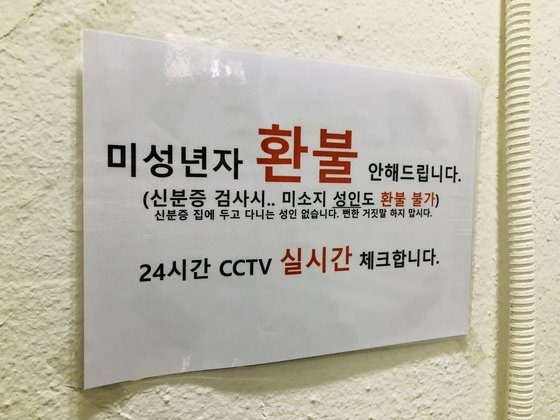 미성년자 환불 안해드립니다.
(신분증 검사시.. 미소지 성인도 환불 불가)
신분증 집에 두고 다니는 성인 없습니다. 뻔한 거짓말 하지 맙시다.
24시간 CCTV 실시간 체크합니다.